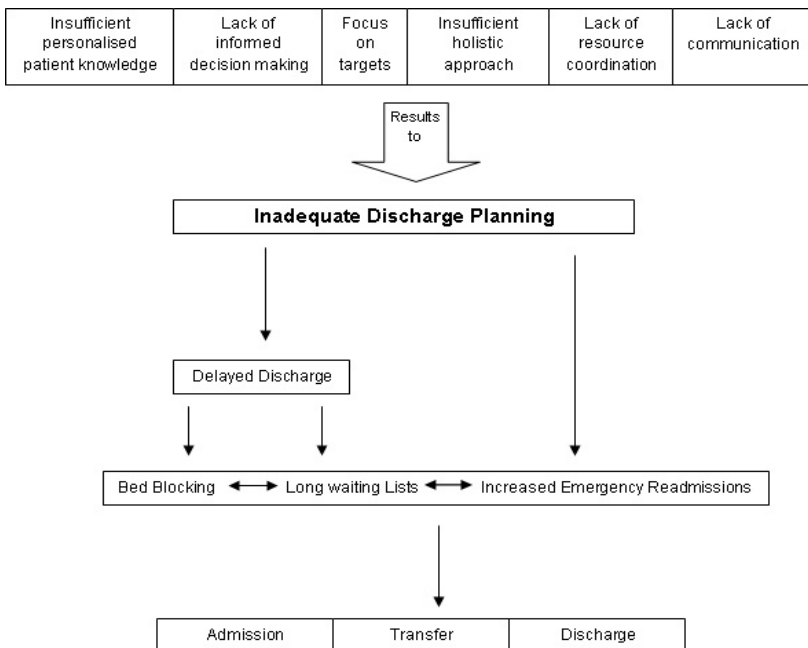 Insufficient personalised patient knowledge
Lack of informed decision making
Focus on targets
Insufficient holistic approach
Lack of resource coordination
Lack of communication
Results to
Inadequate Discharge Planning
Delayed Discharge
Bed Blocking
Long waiting Lists
Increased Emergency Readmissions
Admission
Transfer
Discharge